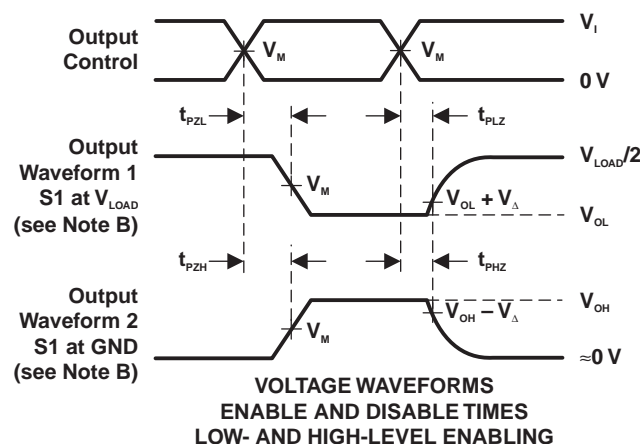 Output
Control
V_M
V_M
V_I
0 V
t_PZL
t_PLZ
Output
Waveform 1
S1 at V_LOAD
(see Note B)
V_M
V_OL + V_Δ
V_LOAD/2
V_OL
t_PZH
t_PHZ
Output
Waveform 2
S1 at GND
(see Note B)
V_M
V_OH – V_Δ
V_OH
≈0 V
VOLTAGE WAVEFORMS
ENABLE AND DISABLE TIMES
LOW- AND HIGH-LEVEL ENABLING